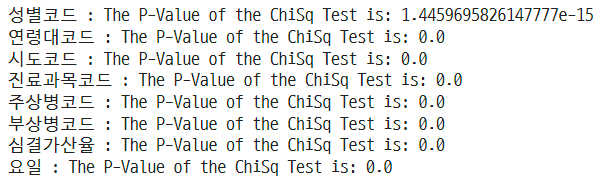 성별코드 : The P-Value of the ChiSq Test is: 1.4459695826147777e-15
연령대코드 : The P-Value of the ChiSq Test is: 0.0
시도코드 : The P-Value of the ChiSq Test is: 0.0
진료과목코드 : The P-Value of the ChiSq Test is: 0.0
주상병코드 : The P-Value of the ChiSq Test is: 0.0
부상병코드 : The P-Value of the ChiSq Test is: 0.0
심결가산율 : The P-Value of the ChiSq Test is: 0.0
요일 : The P-Value of the ChiSq Test is: 0.0